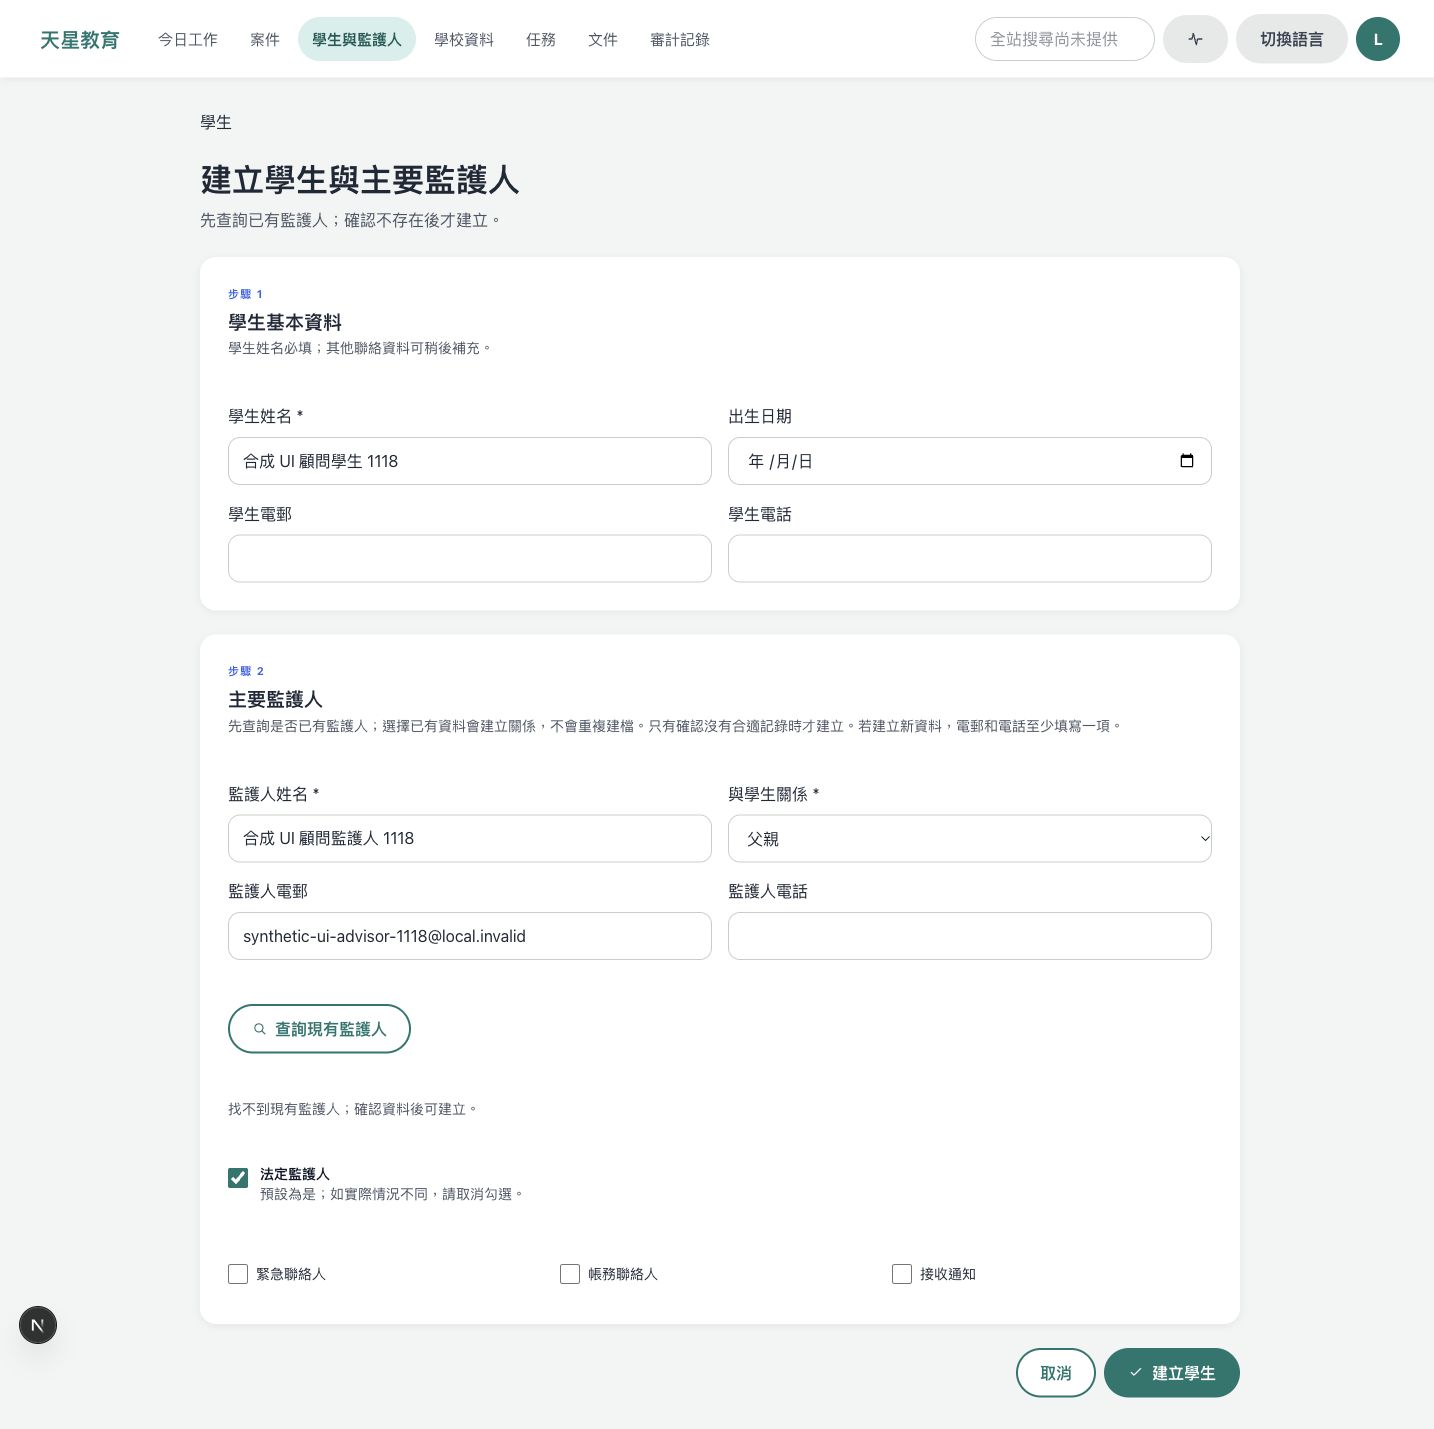 天星教育
今日工作
案件
學生與監護人
學校資料
任務
文件
審計記錄
全站搜尋尚未提供
切換語言
L
學生
建立學生與主要監護人
先查詢已有監護人；確認不存在後才建立。
步驟 1
學生基本資料
學生姓名必填；其他聯絡資料可稍後補充。
學生姓名 *
出生日期
合成 UI 顧問學生 1118
年 /月/日
學生電郵
學生電話
步驟 2
主要監護人
先查詢是否已有監護人；選擇已有資料會建立關係，不會重複建檔。只有確認沒有合適記錄時才建立。若建立新資料，電郵和電話至少填寫一項。
監護人姓名 *
與學生關係 *
合成 UI 顧問監護人 1118
父親
監護人電郵
監護人電話
synthetic-ui-advisor-1118@local.invalid
查詢現有監護人
找不到現有監護人；確認資料後可建立。
法定監護人
預設為是；如實際情況不同，請取消勾選。
緊急聯絡人
帳務聯絡人
接收通知
N
取消
建立學生